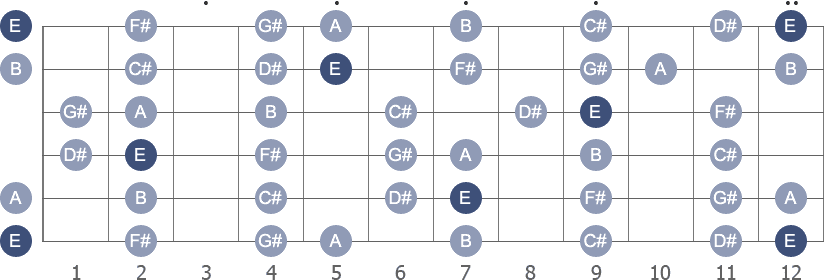 E F# G# A B C# D# E
B C# D# E F# G# A B
G# A B C# D# E F#
D# E F# G# A B C#
A B C# D# E F# G# A
E F# G# A B C# D# E
1 2 3 4 5 6 7 8 9 10 11 12